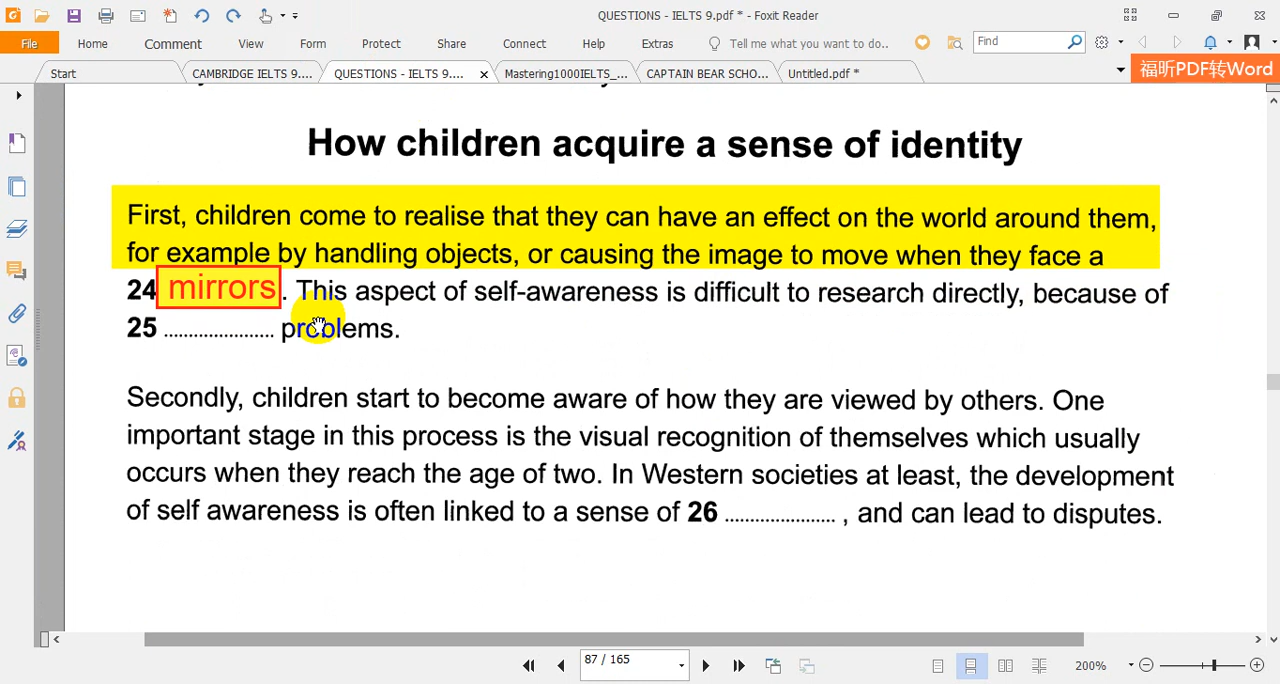 QUESTIONS - IELTS 9.pdf * - Foxit Reader
File Home Comment View Form Protect Share Connect Help Extras Tell me what you want to do.. Find
Start CAMBRIDGE IELTS 9.... QUESTIONS - IELTS 9.... Mastering1000IELTS_... CAPTAIN BEAR SCHO... Untitled.pdf * 福昕PDF转Word
How children acquire a sense of identity
First, children come to realise that they can have an effect on the world around them,
for example by handling objects, or causing the image to move when they face a
24 mirrors. This aspect of self-awareness is difficult to research directly, because of
25 ...................... problems.
Secondly, children start to become aware of how they are viewed by others. One
important stage in this process is the visual recognition of themselves which usually
occurs when they reach the age of two. In Western societies at least, the development
of self awareness is often linked to a sense of 26 ...................... , and can lead to disputes.
87 / 165 200%